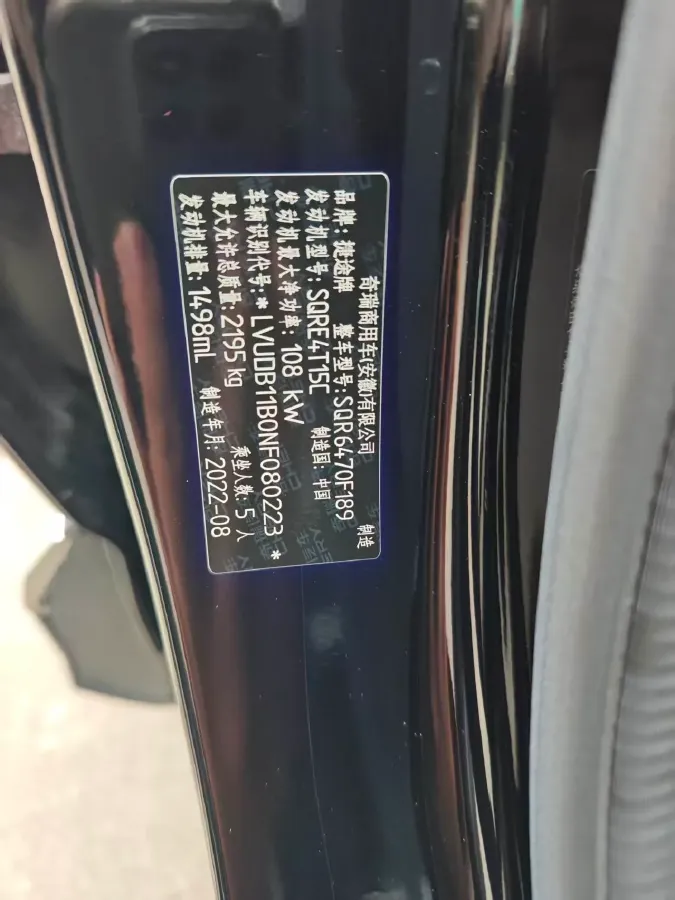 奇瑞商用车(安徽)有限公司 制造
品牌:捷途牌 整车型号:SQR6470F189
发动机型号:SQRE4T15C 制造国:中国
发动机最大净功率:108 kW
车辆识别代号:*LVUDB11B0NF080223*
最大允许总质量:2195 kg 乘坐人数:5人
发动机排量:1498mL 制造年月:2022-08